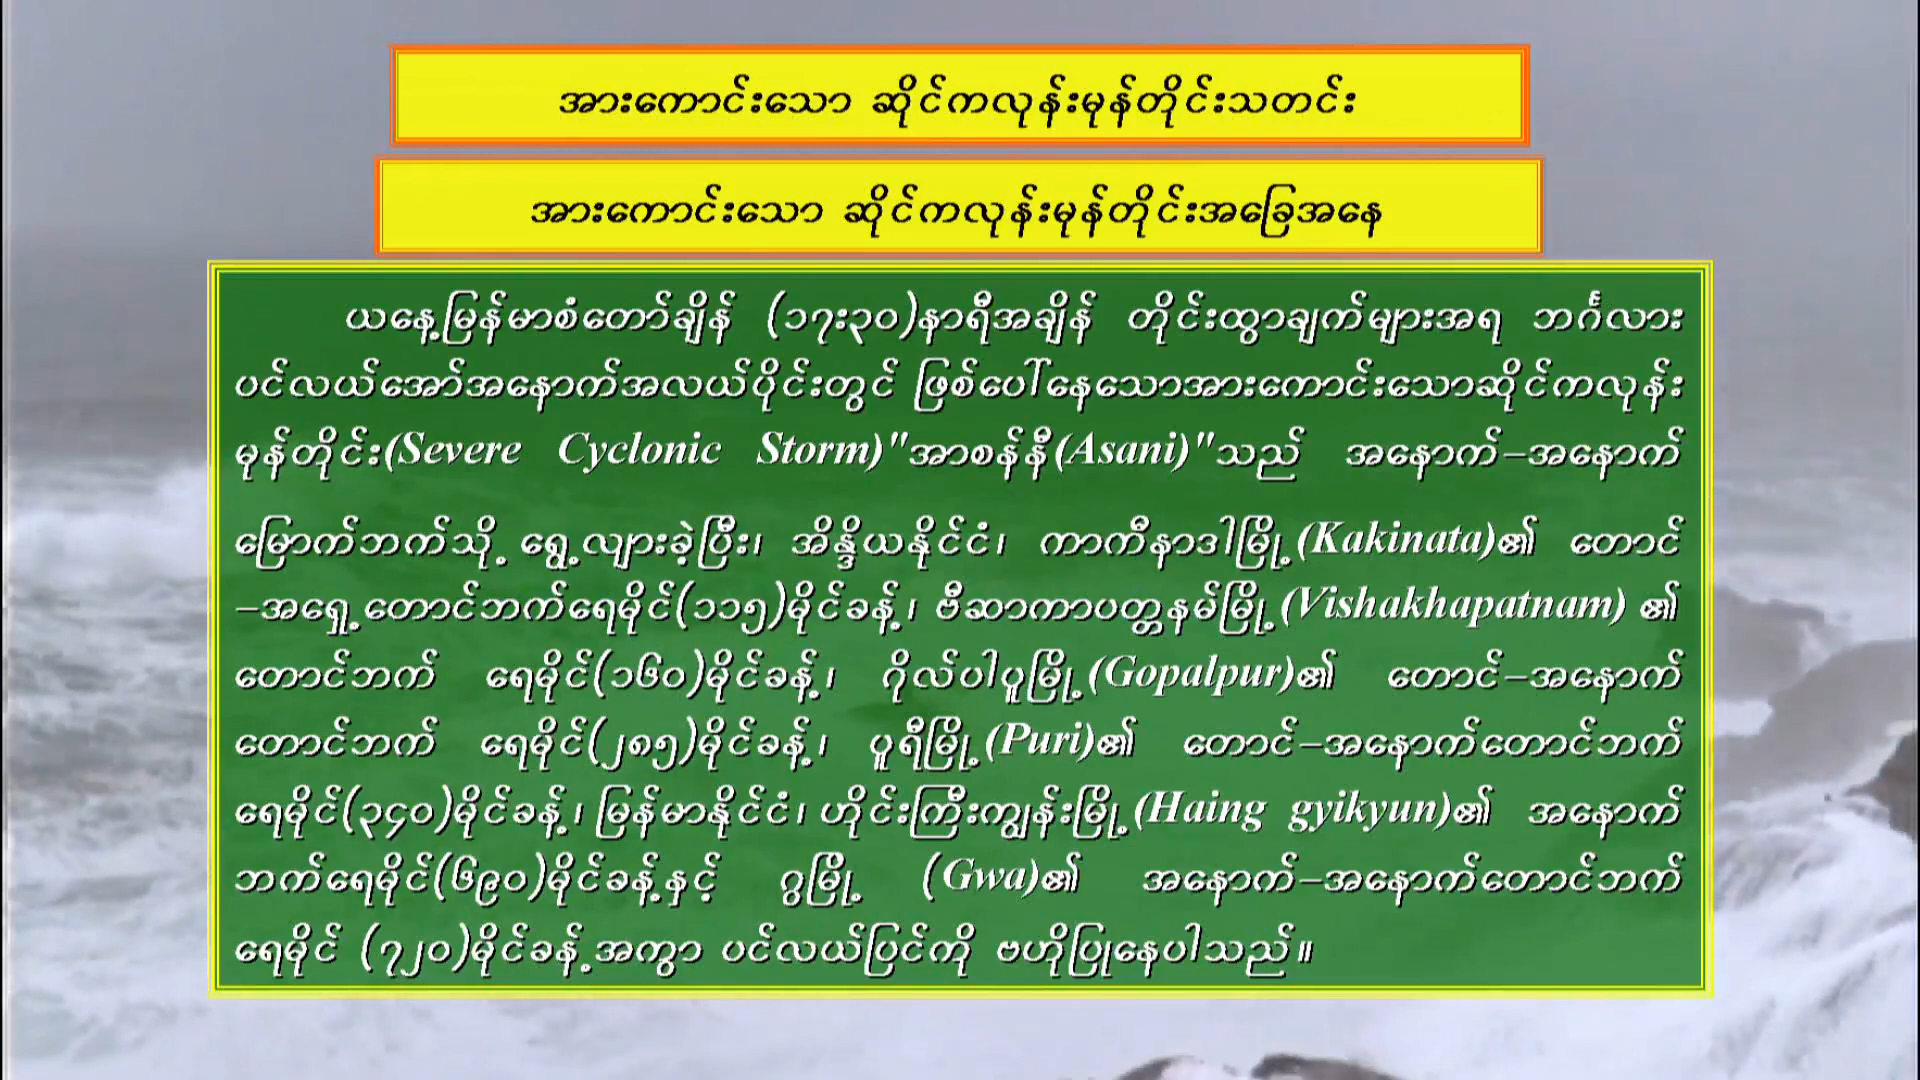 အားကောင်းသော ဆိုင်ကလုန်းမုန်တိုင်းသတင်း
အားကောင်းသော ဆိုင်ကလုန်းမုန်တိုင်းအခြေအနေ
ယနေ့မြန်မာစံတော်ချိန် (၁၇း၃၀)နာရီအချိန် တိုင်းထွာချက်များအရ ဘင်္ဂလား
ပင်လယ်အော်အနောက်အလယ်ပိုင်းတွင် ဖြစ်ပေါ်နေသောအားကောင်းသောဆိုင်ကလုန်း
မုန်တိုင်း(Severe Cyclonic Storm)"အာစန်နီ(Asani)"သည် အနောက်–အနောက်
မြောက်ဘက်သို့ ရွေ့လျားခဲ့ပြီး၊ အိန္ဒိယနိုင်ငံ၊ ကာကီနာဒါမြို့(Kakinata)၏ တောင်
–အရှေ့တောင်ဘက်ရေမိုင်(၁၁၅)မိုင်ခန့်၊ ဗီဆာကာပတ္တနမ်မြို့(Vishakhapatnam) ၏
တောင်ဘက် ရေမိုင်(၁၆၀)မိုင်ခန့်၊ ဂိုလ်ပါပူမြို့(Gopalpur)၏ တောင်–အနောက်
တောင်ဘက် ရေမိုင်(၂၈၅)မိုင်ခန့်၊ ပူရီမြို့(Puri)၏ တောင်–အနောက်တောင်ဘက်
ရေမိုင်(၃၄၀)မိုင်ခန့်၊ မြန်မာနိုင်ငံ၊ ဟိုင်းကြီးကျွန်းမြို့(Haing gyikyun)၏ အနောက်
ဘက်ရေမိုင်(၆၉၀)မိုင်ခန့်နှင့် ဂွမြို့ (Gwa)၏ အနောက်–အနောက်တောင်ဘက်
ရေမိုင် (၇၂၀)မိုင်ခန့်အကွာ ပင်လယ်ပြင်ကို ဗဟိုပြုနေပါသည်။